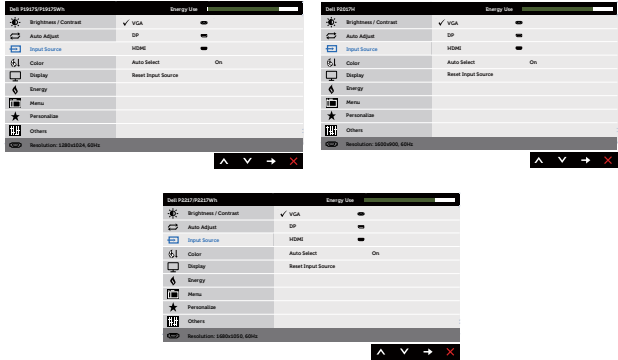 Dell P1917S/P1917SWh Energy Use
Brightness / Contrast ✓ VGA
Auto Adjust DP
Input Source HDMI
Color Auto Select On
Display Reset Input Source
Energy
Menu
Personalize
Others
Resolution: 1280x1024, 60Hz
Dell P2017H Energy Use
Brightness / Contrast ✓ VGA
Auto Adjust DP
Input Source HDMI
Color Auto Select On
Display Reset Input Source
Energy
Menu
Personalize
Others
Resolution: 1600x900, 60Hz
Dell P2217/P2217Wh Energy Use
Brightness / Contrast ✓ VGA
Auto Adjust DP
Input Source HDMI
Color Auto Select On
Display Reset Input Source
Energy
Menu
Personalize
Others
Resolution: 1680x1050, 60Hz